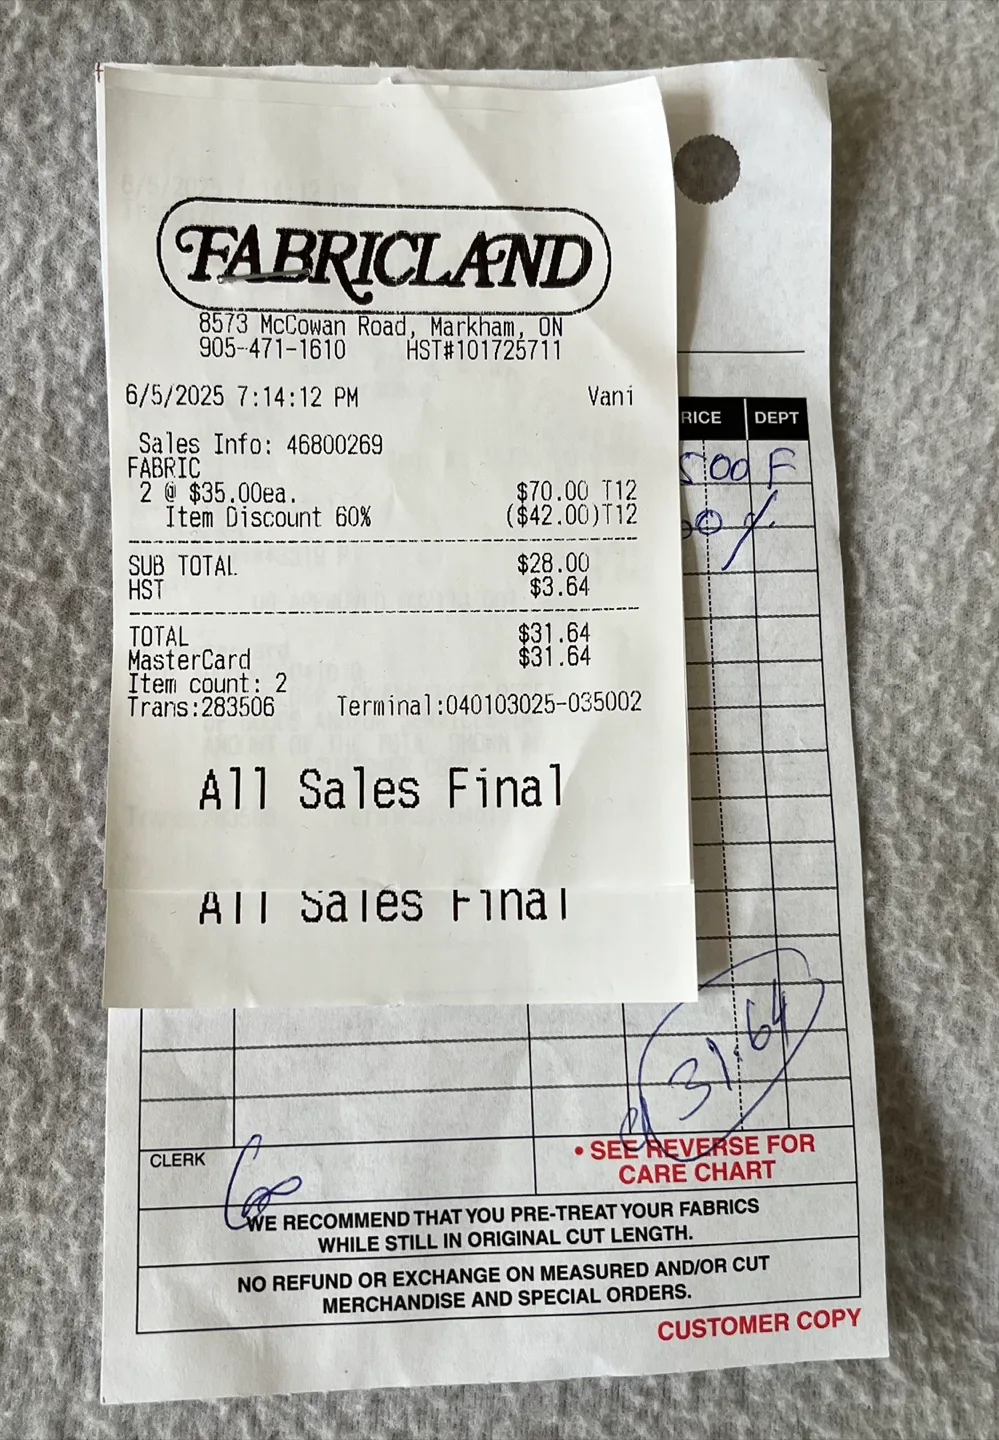 FABRICLAND
8573 McCowan Road, Markham, ON
905-471-1610 HST#101725711
6/5/2025 7:14:12 PM Vani
Sales Info: 46800269
FABRIC
2 @ $35.00ea. $70.00 T12
Item Discount 60% ($42.00)T12
SUB TOTAL $28.00
HST $3.64
TOTAL $31.64
MasterCard $31.64
Item count: 2
Trans:283506 Terminal:040103025-035002
All Sales Final
All Sales Final
RICE DEPT
500 F
0%
31.64
CLERK
• SEE REVERSE FOR
CARE CHART
WE RECOMMEND THAT YOU PRE-TREAT YOUR FABRICS
WHILE STILL IN ORIGINAL CUT LENGTH.
NO REFUND OR EXCHANGE ON MEASURED AND/OR CUT
MERCHANDISE AND SPECIAL ORDERS.
CUSTOMER COPY